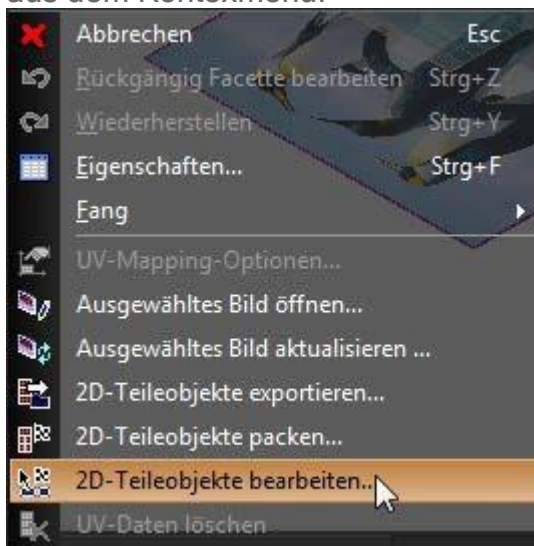 aus dem Kontextmenü.
Abbrechen Esc
Rückgängig Facette bearbeiten Strg+Z
Wiederherstellen Strg+Y
Eigenschaften... Strg+F
Fang
UV-Mapping-Optionen...
Ausgewähltes Bild öffnen...
Ausgewähltes Bild aktualisieren ...
2D-Teileobjekte exportieren...
2D-Teileobjekte packen...
2D-Teileobjekte bearbeiten...
UV-Daten löschen